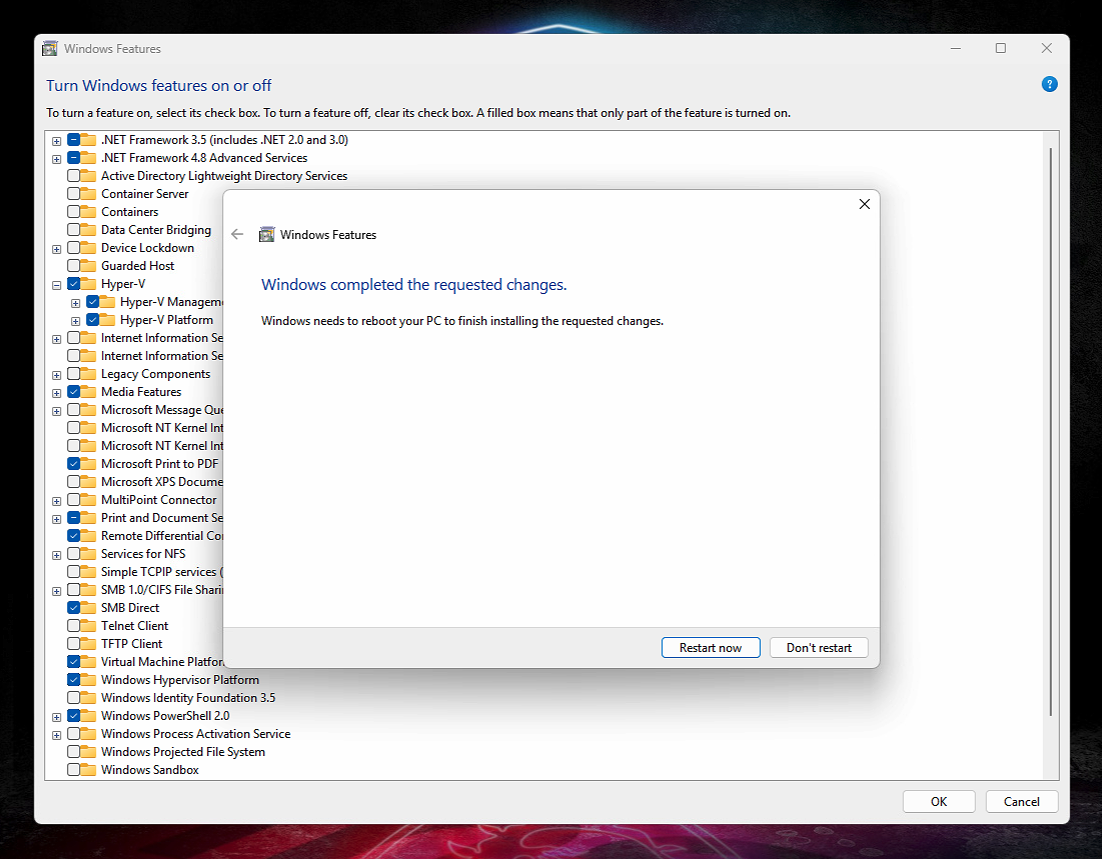 Windows Features
Turn Windows features on or off
?
To turn a feature on, select its check box. To turn a feature off, clear its check box. A filled box means that only part of the feature is turned on.
.NET Framework 3.5 (includes .NET 2.0 and 3.0)
.NET Framework 4.8 Advanced Services
Active Directory Lightweight Directory Services
Container Server
Containers
Data Center Bridging
Device Lockdown
Guarded Host
Hyper-V
Hyper-V Managem
Hyper-V Platform
Internet Information Se
Internet Information Se
Legacy Components
Media Features
Microsoft Message Que
Microsoft NT Kernel Int
Microsoft NT Kernel Int
Microsoft Print to PDF
Microsoft XPS Docume
MultiPoint Connector
Print and Document Se
Remote Differential Co
Services for NFS
Simple TCPIP services (
SMB 1.0/CIFS File Shari
SMB Direct
Telnet Client
TFTP Client
Virtual Machine Platfor
Windows Hypervisor Platform
Windows Identity Foundation 3.5
Windows PowerShell 2.0
Windows Process Activation Service
Windows Projected File System
Windows Sandbox
Windows Features
Windows completed the requested changes.
Windows needs to reboot your PC to finish installing the requested changes.
Restart now
Don't restart
OK
Cancel